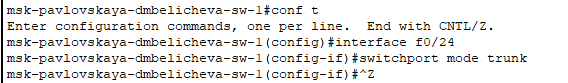 msk-pavlovskaya-dmbelicheva-sw-1#conf t
Enter configuration commands, one per line.  End with CNTL/Z.
msk-pavlovskaya-dmbelicheva-sw-1(config)#interface f0/24
msk-pavlovskaya-dmbelicheva-sw-1(config-if)#switchport mode trunk
msk-pavlovskaya-dmbelicheva-sw-1(config-if)#^Z